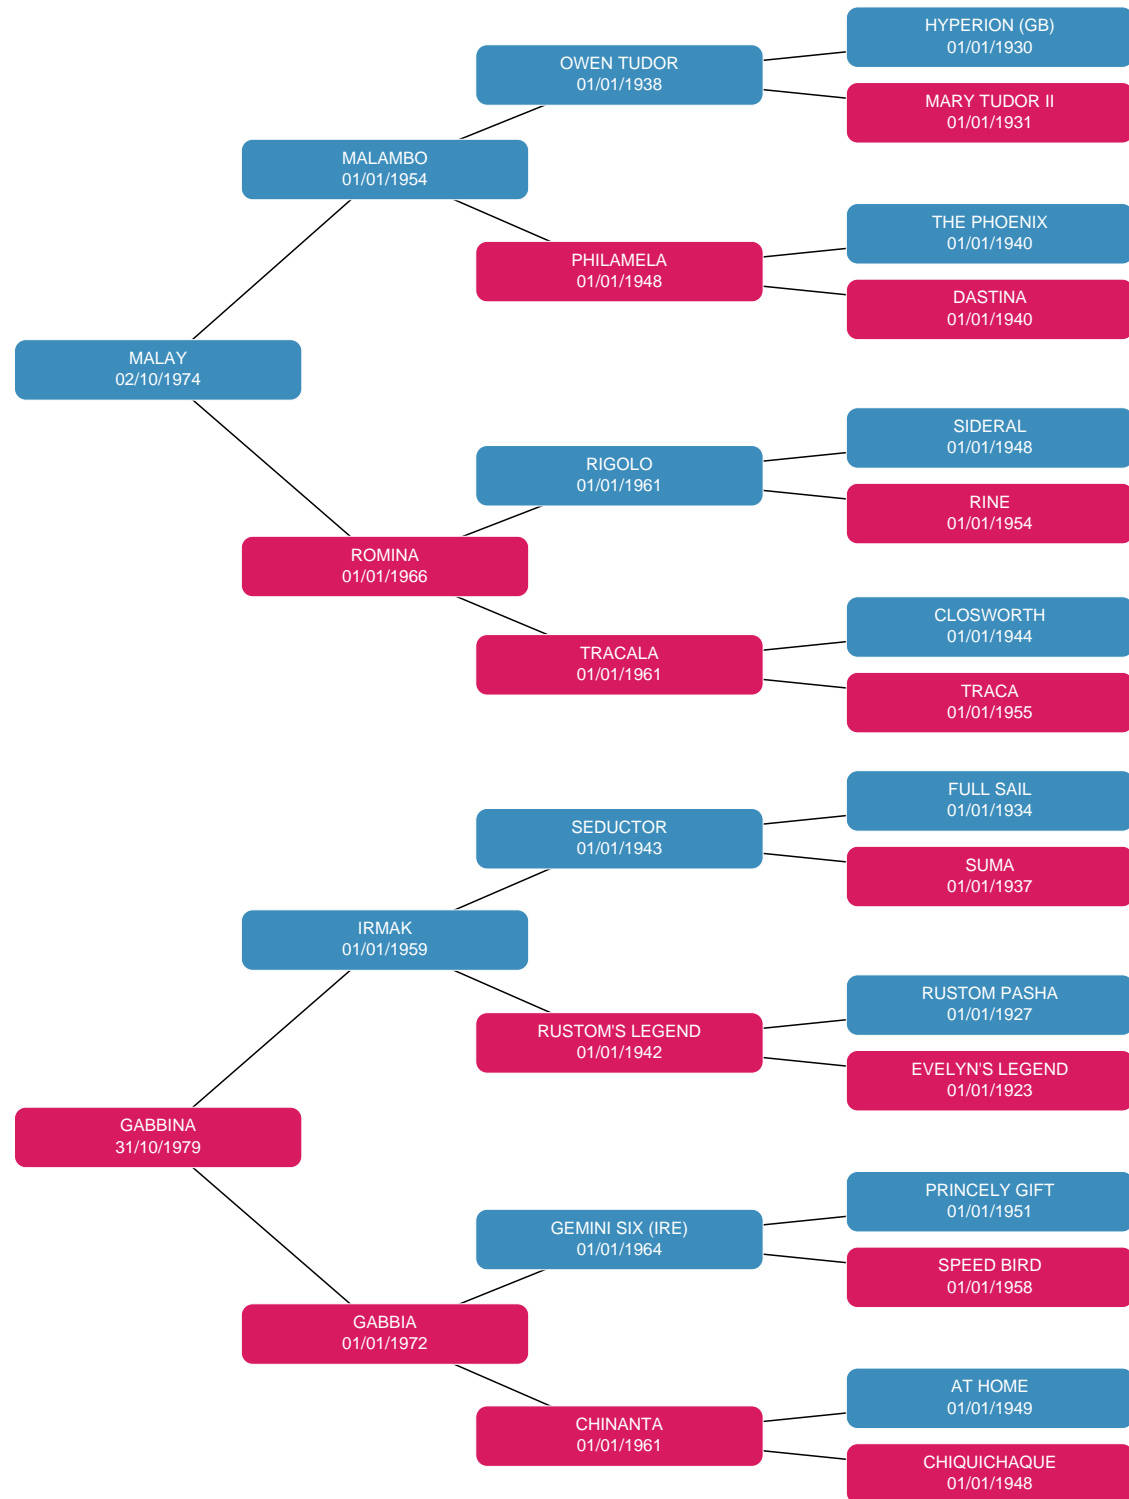 HYPERION (GB)
01/01/1930
OWEN TUDOR
01/01/1938
MARY TUDOR II
01/01/1931
MALAMBO
01/01/1954
THE PHOENIX
01/01/1940
PHILAMELA
01/01/1948
DASTINA
01/01/1940
MALAY
02/10/1974
SIDERAL
01/01/1948
RIGOLO
01/01/1961
RINE
01/01/1954
ROMINA
01/01/1966
CLOSWORTH
01/01/1944
TRACALA
01/01/1961
TRACA
01/01/1955
FULL SAIL
01/01/1934
SEDUCTOR
01/01/1943
SUMA
01/01/1937
IRMAK
01/01/1959
RUSTOM PASHA
01/01/1927
RUSTOM'S LEGEND
01/01/1942
EVELYN'S LEGEND
01/01/1923
GABBINA
31/10/1979
PRINCELY GIFT
01/01/1951
GEMINI SIX (IRE)
01/01/1964
SPEED BIRD
01/01/1958
GABBIA
01/01/1972
AT HOME
01/01/1949
CHINANTA
01/01/1961
CHIQUICHAQUE
01/01/1948